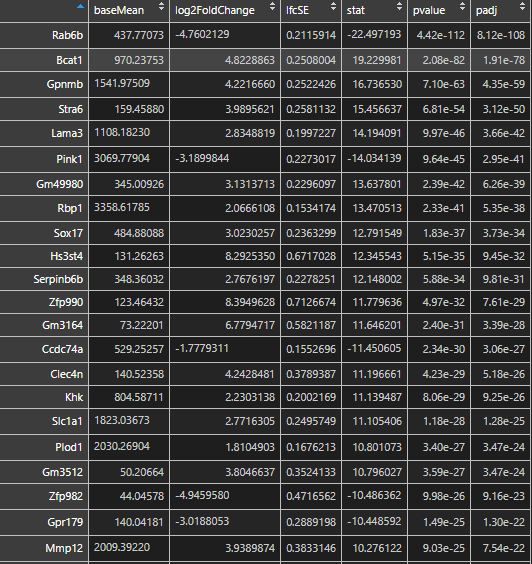 baseMean log2FoldChange lfcSE stat pvalue padj
Rab6b 437.77073 -4.7602129 0.2115914 -22.497193 4.42e-112 8.12e-108
Bcat1 970.23753 4.8228863 0.2508004 19.229981 2.08e-82 1.91e-78
Gpnmb 1541.97509 4.2216660 0.2522426 16.736530 7.10e-63 4.35e-59
Stra6 159.45880 3.9895621 0.2581132 15.456637 6.81e-54 3.12e-50
Lama3 1108.18230 2.8348819 0.1997227 14.194091 9.97e-46 3.66e-42
Pink1 3069.77904 -3.1899844 0.2273017 -14.034139 9.64e-45 2.95e-41
Gm49980 345.00926 3.1313713 0.2296097 13.637801 2.39e-42 6.26e-39
Rbp1 3358.61785 2.0666108 0.1534174 13.470513 2.33e-41 5.35e-38
Sox17 484.88088 3.0230257 0.2363299 12.791549 1.83e-37 3.73e-34
Hs3st4 131.26263 8.2925350 0.6717028 12.345543 5.15e-35 9.45e-32
Serpinb6b 348.36032 2.7676197 0.2278251 12.148002 5.88e-34 9.81e-31
Zfp990 123.46432 8.3949628 0.7126674 11.779636 4.97e-32 7.61e-29
Gm3164 73.22201 6.7794717 0.5821187 11.646201 2.40e-31 3.39e-28
Ccdc74a 529.25257 -1.7779311 0.1552696 -11.450605 2.34e-30 3.06e-27
Clec4n 140.52358 4.2428481 0.3789387 11.196661 4.23e-29 5.18e-26
Khk 804.58711 2.2303138 0.2002169 11.139487 8.06e-29 9.25e-26
Slc1a1 1823.03673 2.7716305 0.2495749 11.105406 1.18e-28 1.28e-25
Plod1 2030.26904 1.8104903 0.1676213 10.801073 3.40e-27 3.47e-24
Gm3512 50.20664 3.8046637 0.3524133 10.796027 3.59e-27 3.47e-24
Zfp982 44.04578 -4.9459580 0.4716562 -10.486362 9.98e-26 9.16e-23
Gpr179 140.04181 -3.0188053 0.2889198 -10.448592 1.49e-25 1.30e-22
Mmp12 2009.39220 3.9389874 0.3833146 10.276122 9.03e-25 7.54e-22